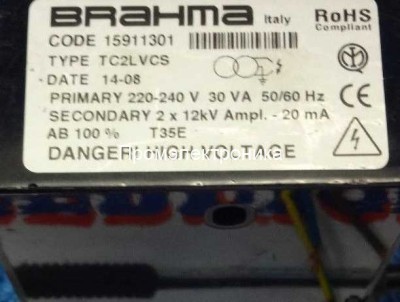 BRAHMA Italy
RoHS
Compliant
CODE 15911301
TYPE TC2LVCS
DATE 14-08
PRIMARY 220-240 V 30 VA 50/60 Hz
SECONDARY 2 x 12kV Ampl. - 20 mA
AB 100 % T35E
DANGER! HIGH VOLTAGE
Промэлектроника